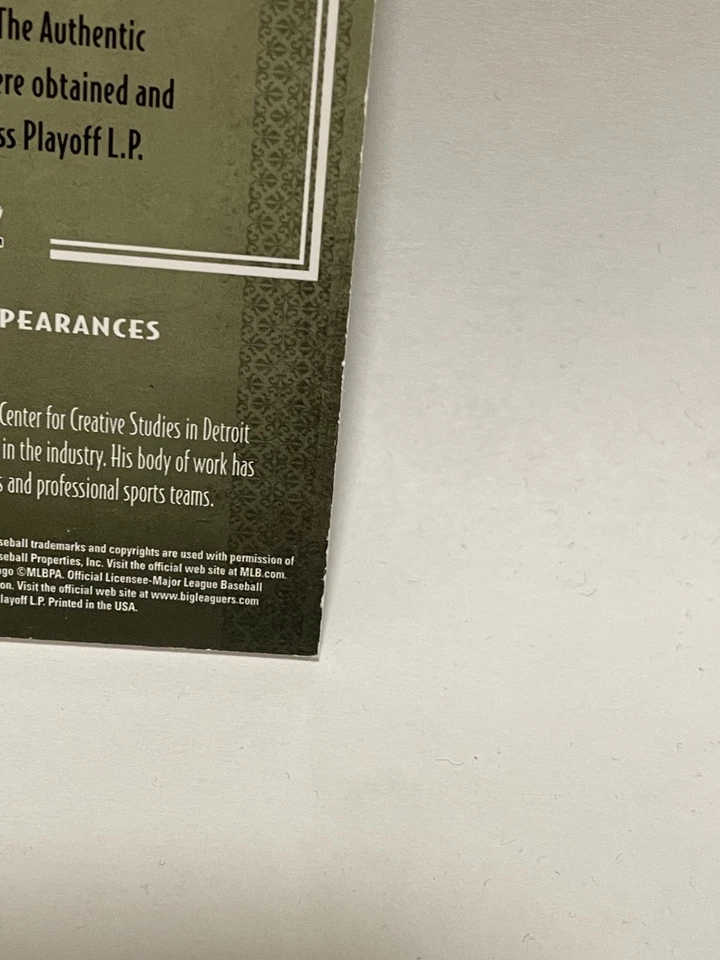 The Authentic
ere obtained and
ss Playoff L.P.
PEARANCES
Center for Creative Studies in Detroit
in the industry. His body of work has
s and professional sports teams.
seball trademarks and copyrights are used with permission of
seball Properties, Inc. Visit the official web site at MLB.com.
ago ©MLBPA. Official Licensee-Major League Baseball
on. Visit the official web site at www.bigleaguers.com
layoff L.P. Printed in the USA.